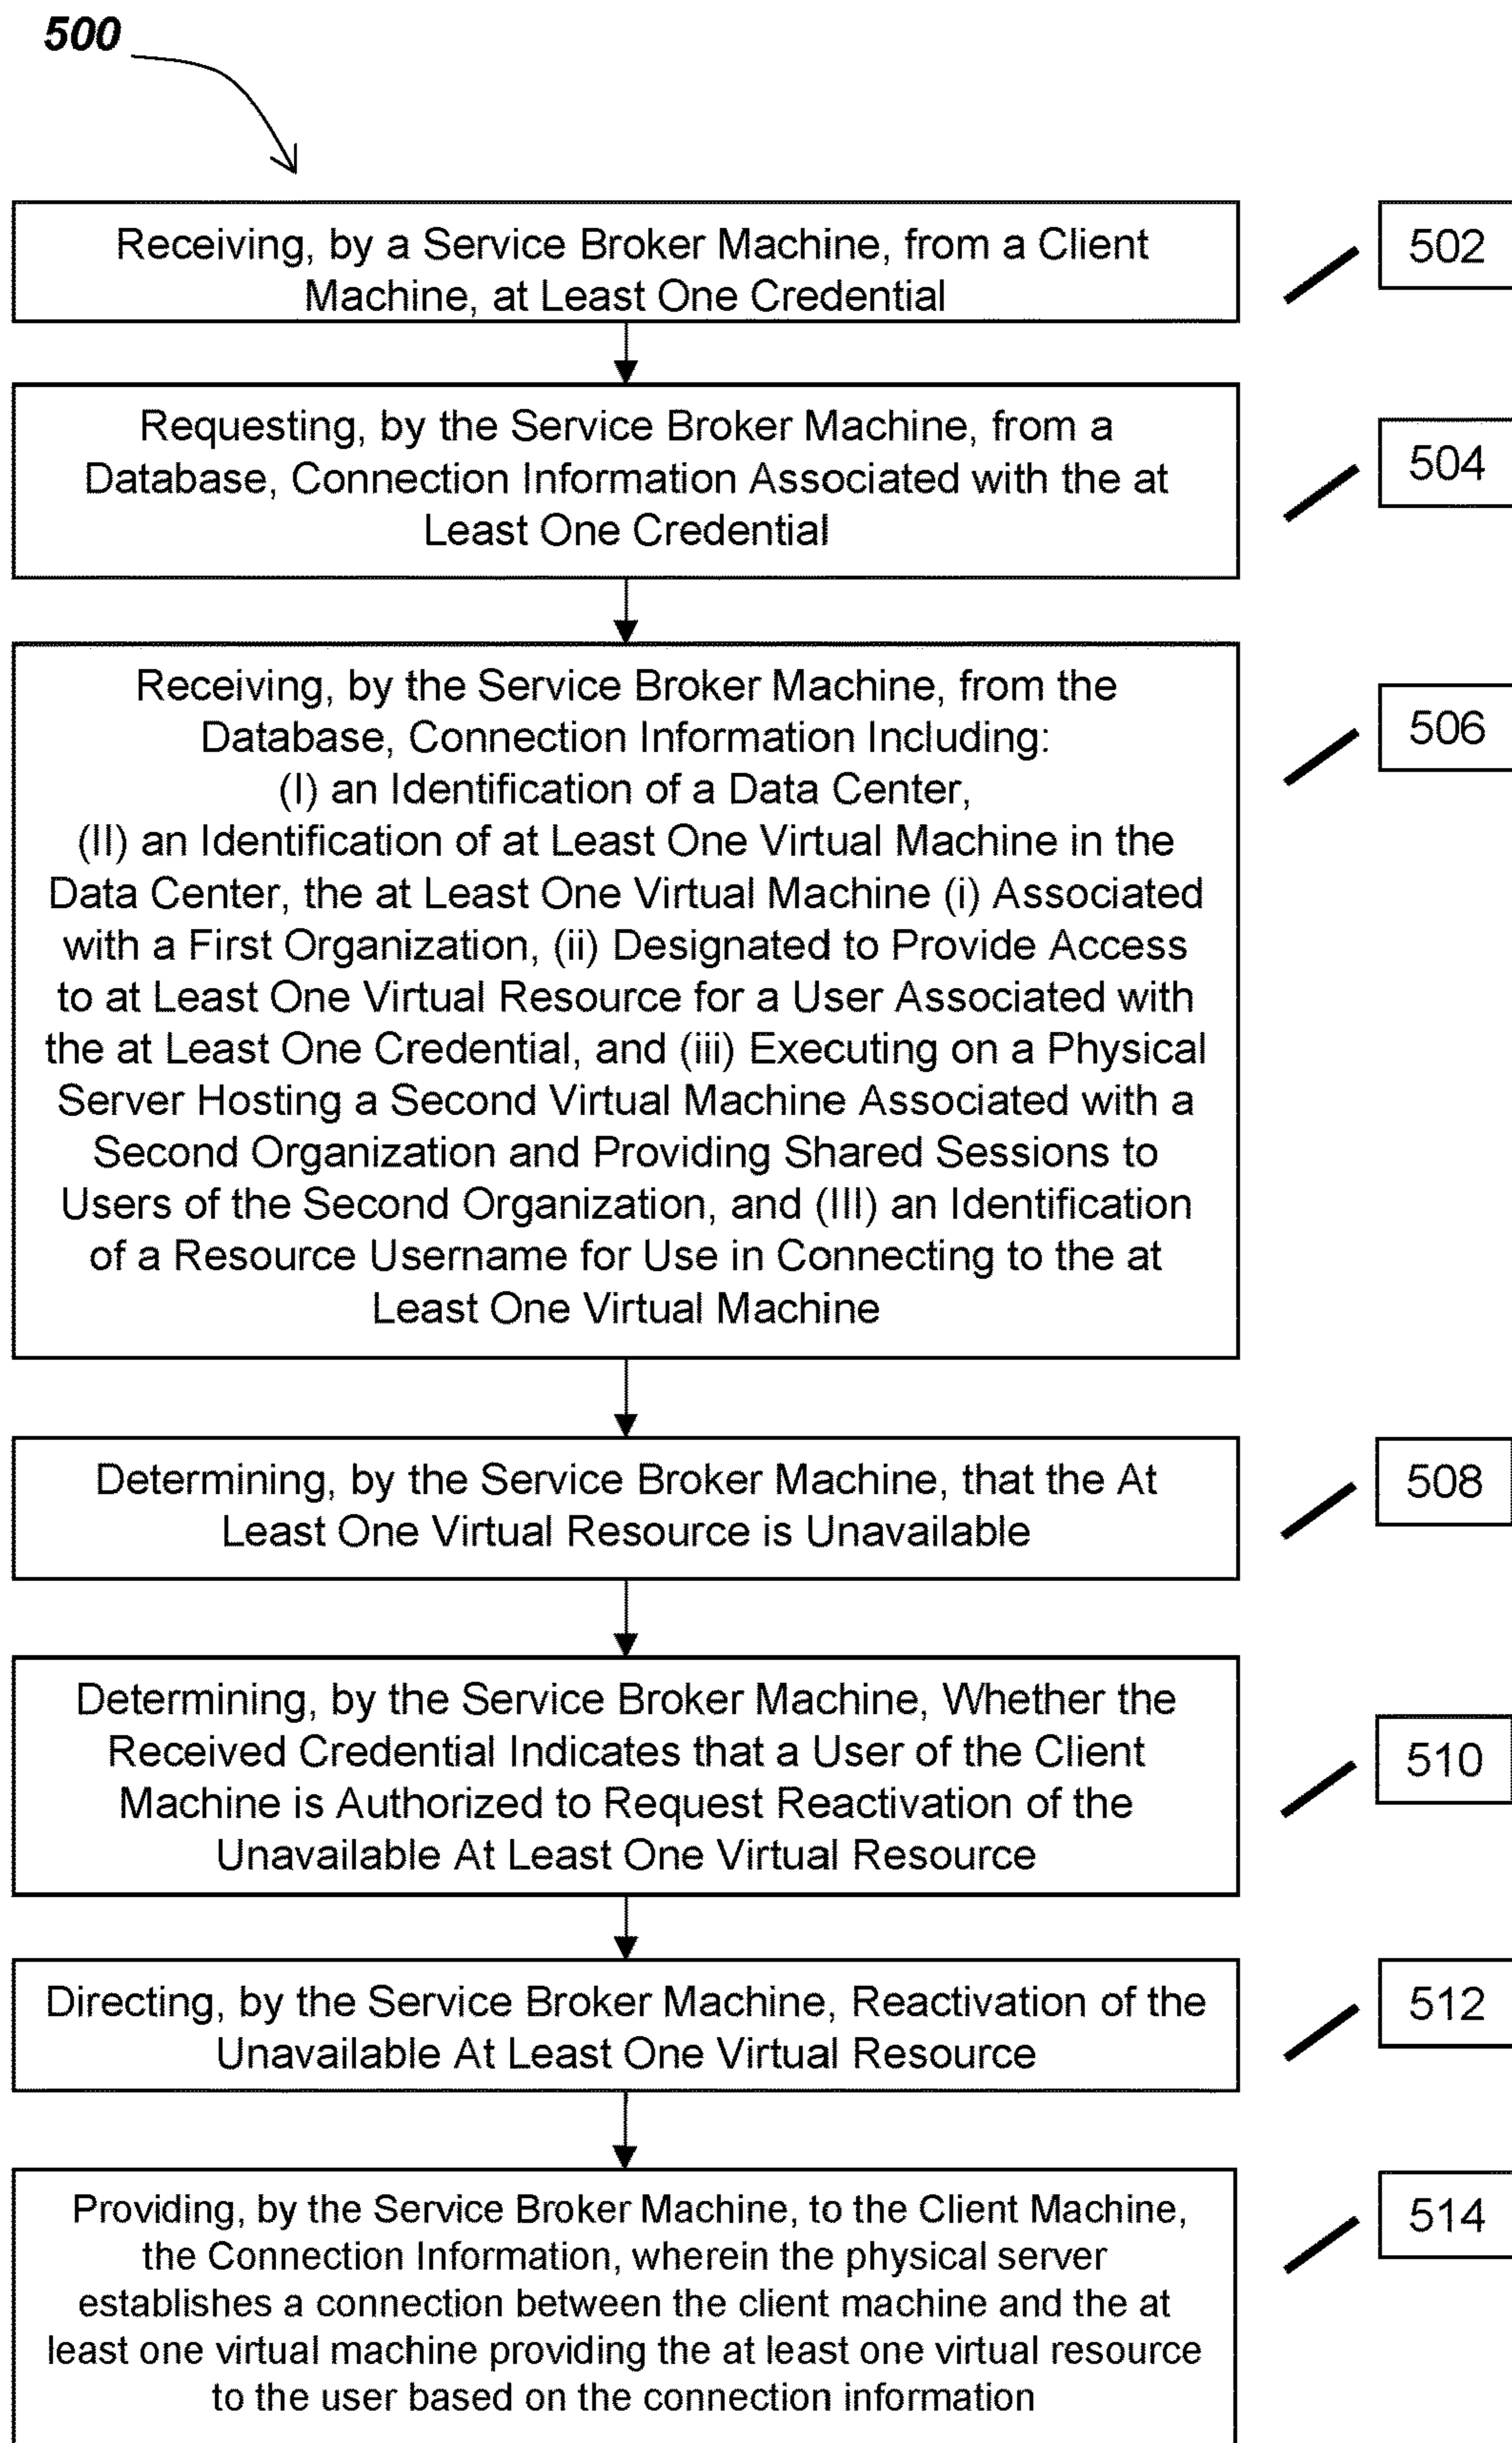 500
Receiving, by a Service Broker Machine, from a Client
Machine, at Least One Credential
502
Requesting, by the Service Broker Machine, from a
Database, Connection Information Associated with the at
Least One Credential
504
Receiving, by the Service Broker Machine, from the
Database, Connection Information Including:
(I) an Identification of a Data Center,
(II) an Identification of at Least One Virtual Machine in the
Data Center, the at Least One Virtual Machine (i) Associated
with a First Organization, (ii) Designated to Provide Access
to at Least One Virtual Resource for a User Associated with
the at Least One Credential, and (iii) Executing on a Physical
Server Hosting a Second Virtual Machine Associated with a
Second Organization and Providing Shared Sessions to
Users of the Second Organization, and (III) an Identification
of a Resource Username for Use in Connecting to the at
Least One Virtual Machine
506
Determining, by the Service Broker Machine, that the At
Least One Virtual Resource is Unavailable
508
Determining, by the Service Broker Machine, Whether the
Received Credential Indicates that a User of the Client
Machine is Authorized to Request Reactivation of the
Unavailable At Least One Virtual Resource
510
Directing, by the Service Broker Machine, Reactivation of the
Unavailable At Least One Virtual Resource
512
Providing, by the Service Broker Machine, to the Client Machine,
the Connection Information, wherein the physical server
establishes a connection between the client machine and the at
least one virtual machine providing the at least one virtual resource
to the user based on the connection information
514